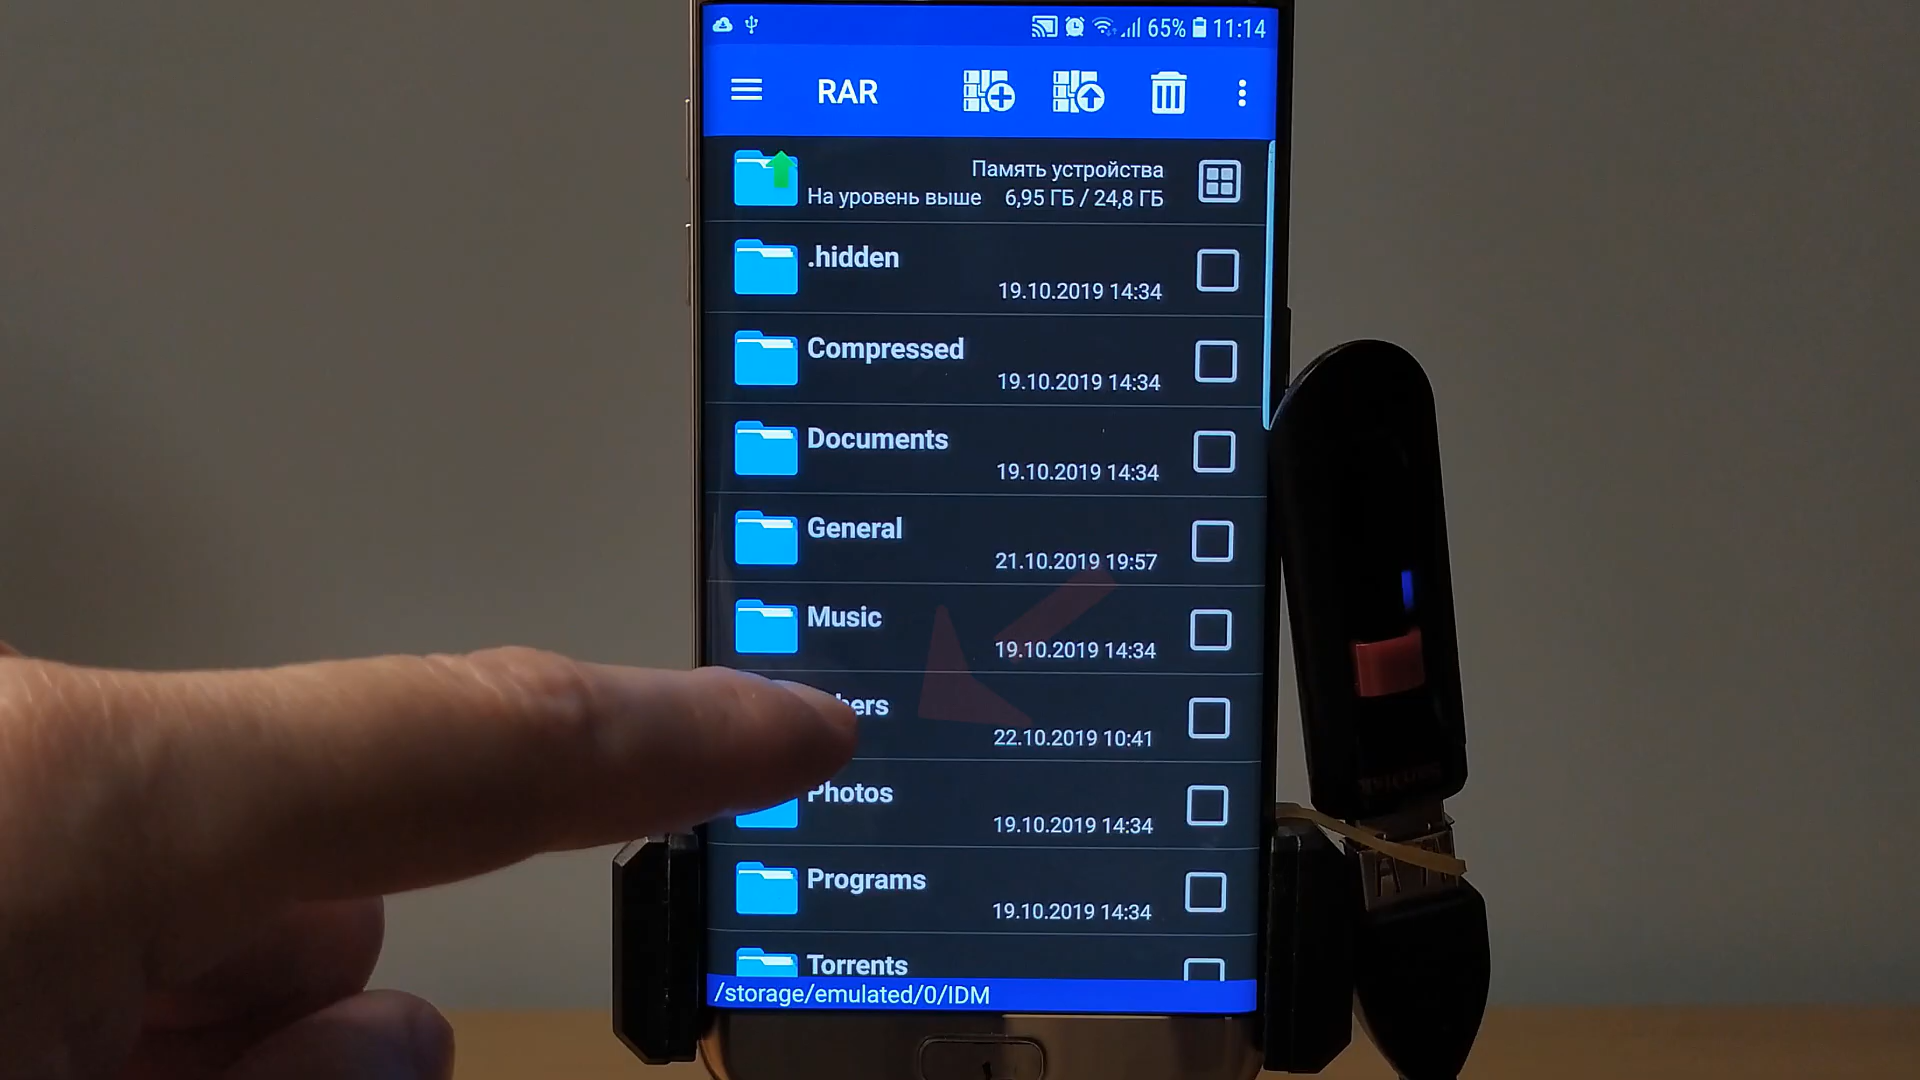 65% 11:14
RAR
Память устройства
На уровень выше 6,95 ГБ / 24,8 ГБ
.hidden
19.10.2019 14:34
Compressed
19.10.2019 14:34
Documents
19.10.2019 14:34
General
21.10.2019 19:57
Music
19.10.2019 14:34
hers
22.10.2019 10:41
Photos
19.10.2019 14:34
Programs
19.10.2019 14:34
Torrents
/storage/emulated/0/IDM